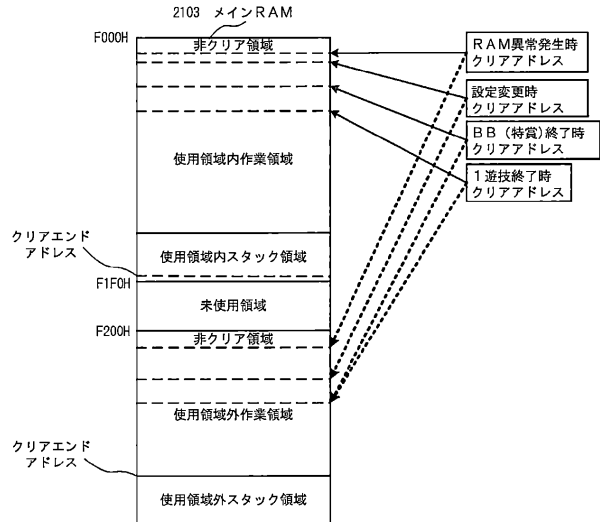 2103 メインRAM
F000H
非クリア領域
RAM異常発生時
クリアアドレス
設定変更時
クリアアドレス
BB（特賞）終了時
クリアアドレス
使用領域内作業領域
1遊技終了時
クリアアドレス
クリアエンド
アドレス
使用領域内スタック領域
F1F0H
未使用領域
F200H
非クリア領域
使用領域外作業領域
クリアエンド
アドレス
使用領域外スタック領域